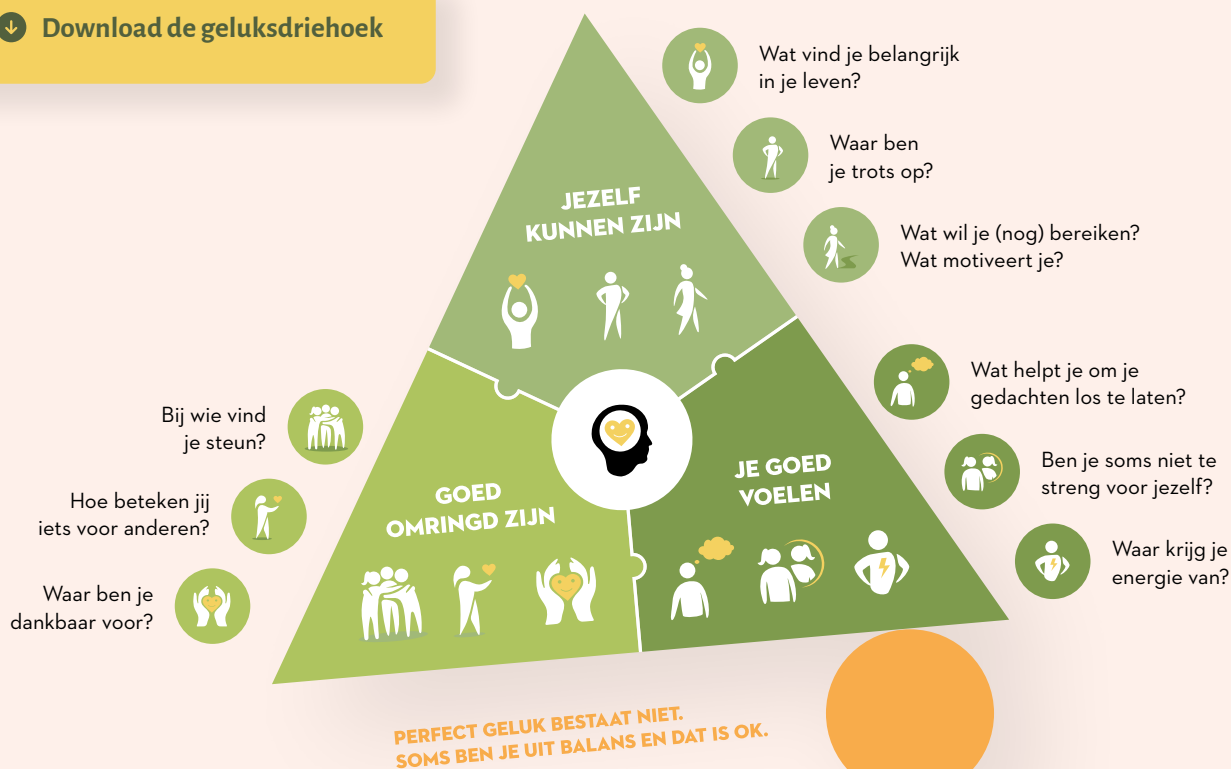 Download de geluksdriehoek
Wat vind je belangrijk
in je leven?
Waar ben
je trots op?
Wat wil je (nog) bereiken?
Wat motiveert je?
JEZELF
KUNNEN ZIJN
Wat helpt je om je
gedachten los te laten?
Ben je soms niet te
streng voor jezelf?
Waar krijg je
energie van?
JE GOED
VOELEN
Bij wie vind
je steun?
Hoe beteken jij
iets voor anderen?
Waar ben je
dankbaar voor?
GOED
OMRINGD ZIJN
PERFECT GELUK BESTAAT NIET.
SOMS BEN JE UIT BALANS EN DAT IS OK.